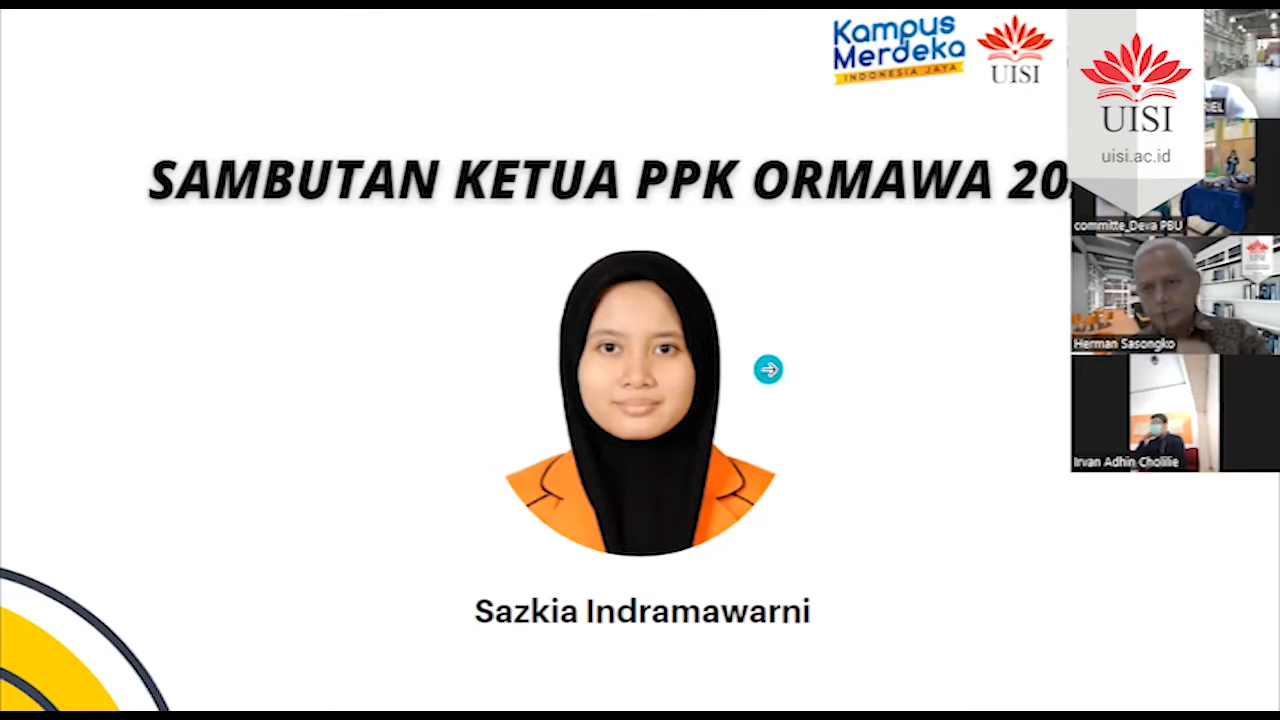 Kampus
Merdeka
INDONESIA JAYA
UISI
UISI
uisi.ac.id
SAMBUTAN KETUA PPK ORMAWA 20
committe_Deva PBU
UISI
Herman Sasongko
Irvan Adhin Cholilie
Sazkia Indramawarni